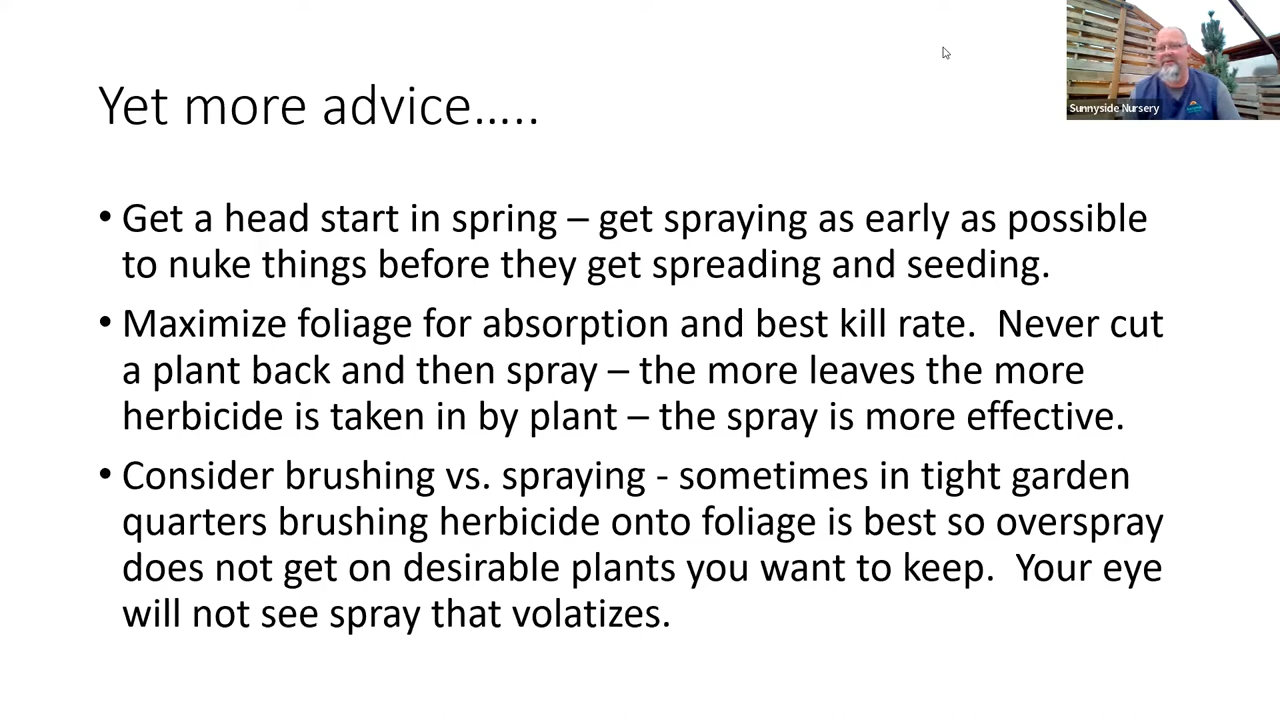 Sunnyside Nursery
Yet more advice.....
• Get a head start in spring – get spraying as early as possible
to nuke things before they get spreading and seeding.
• Maximize foliage for absorption and best kill rate.  Never cut
a plant back and then spray – the more leaves the more
herbicide is taken in by plant – the spray is more effective.
• Consider brushing vs. spraying - sometimes in tight garden
quarters brushing herbicide onto foliage is best so overspray
does not get on desirable plants you want to keep.  Your eye
will not see spray that volatizes.